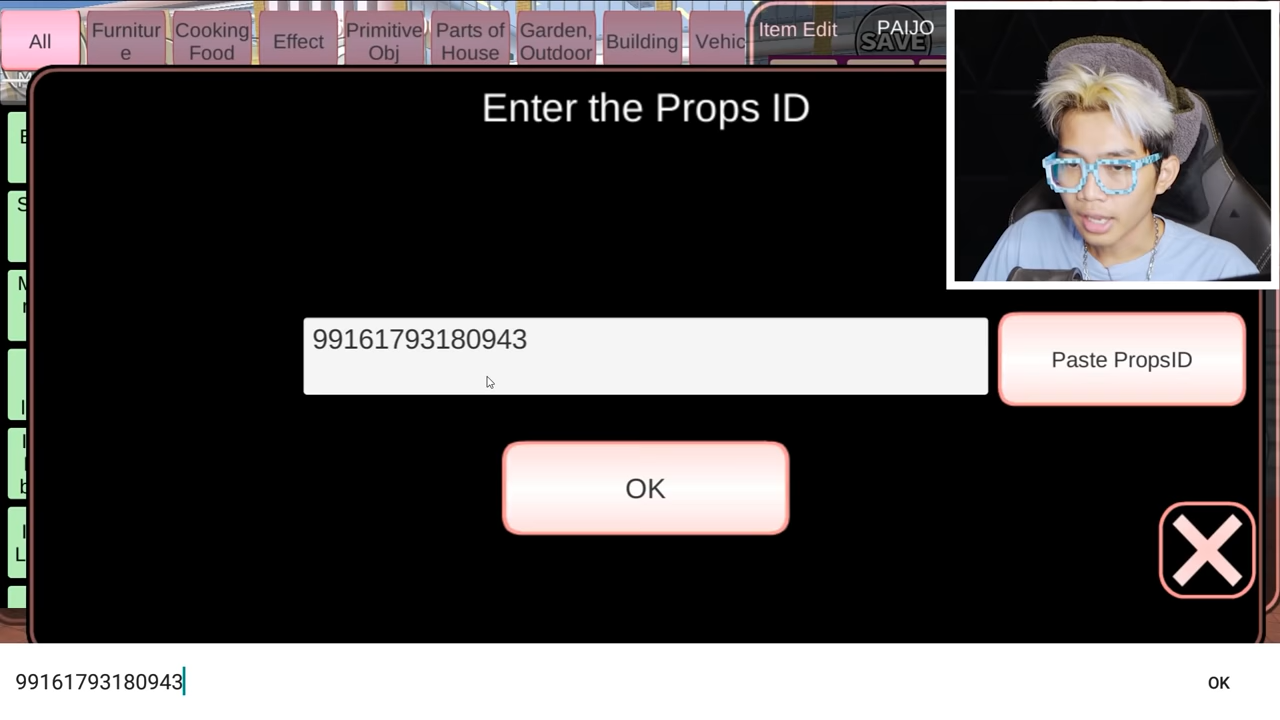 All
Furnitur
e
Cooking
Food
Effect
Primitive
Obj
Parts of
House
Garden,
Outdoor
Building
Vehic
Item Edit
PAIJO
SAVE
Enter the Props ID
99161793180943
Paste PropsID
OK
99161793180943
OK